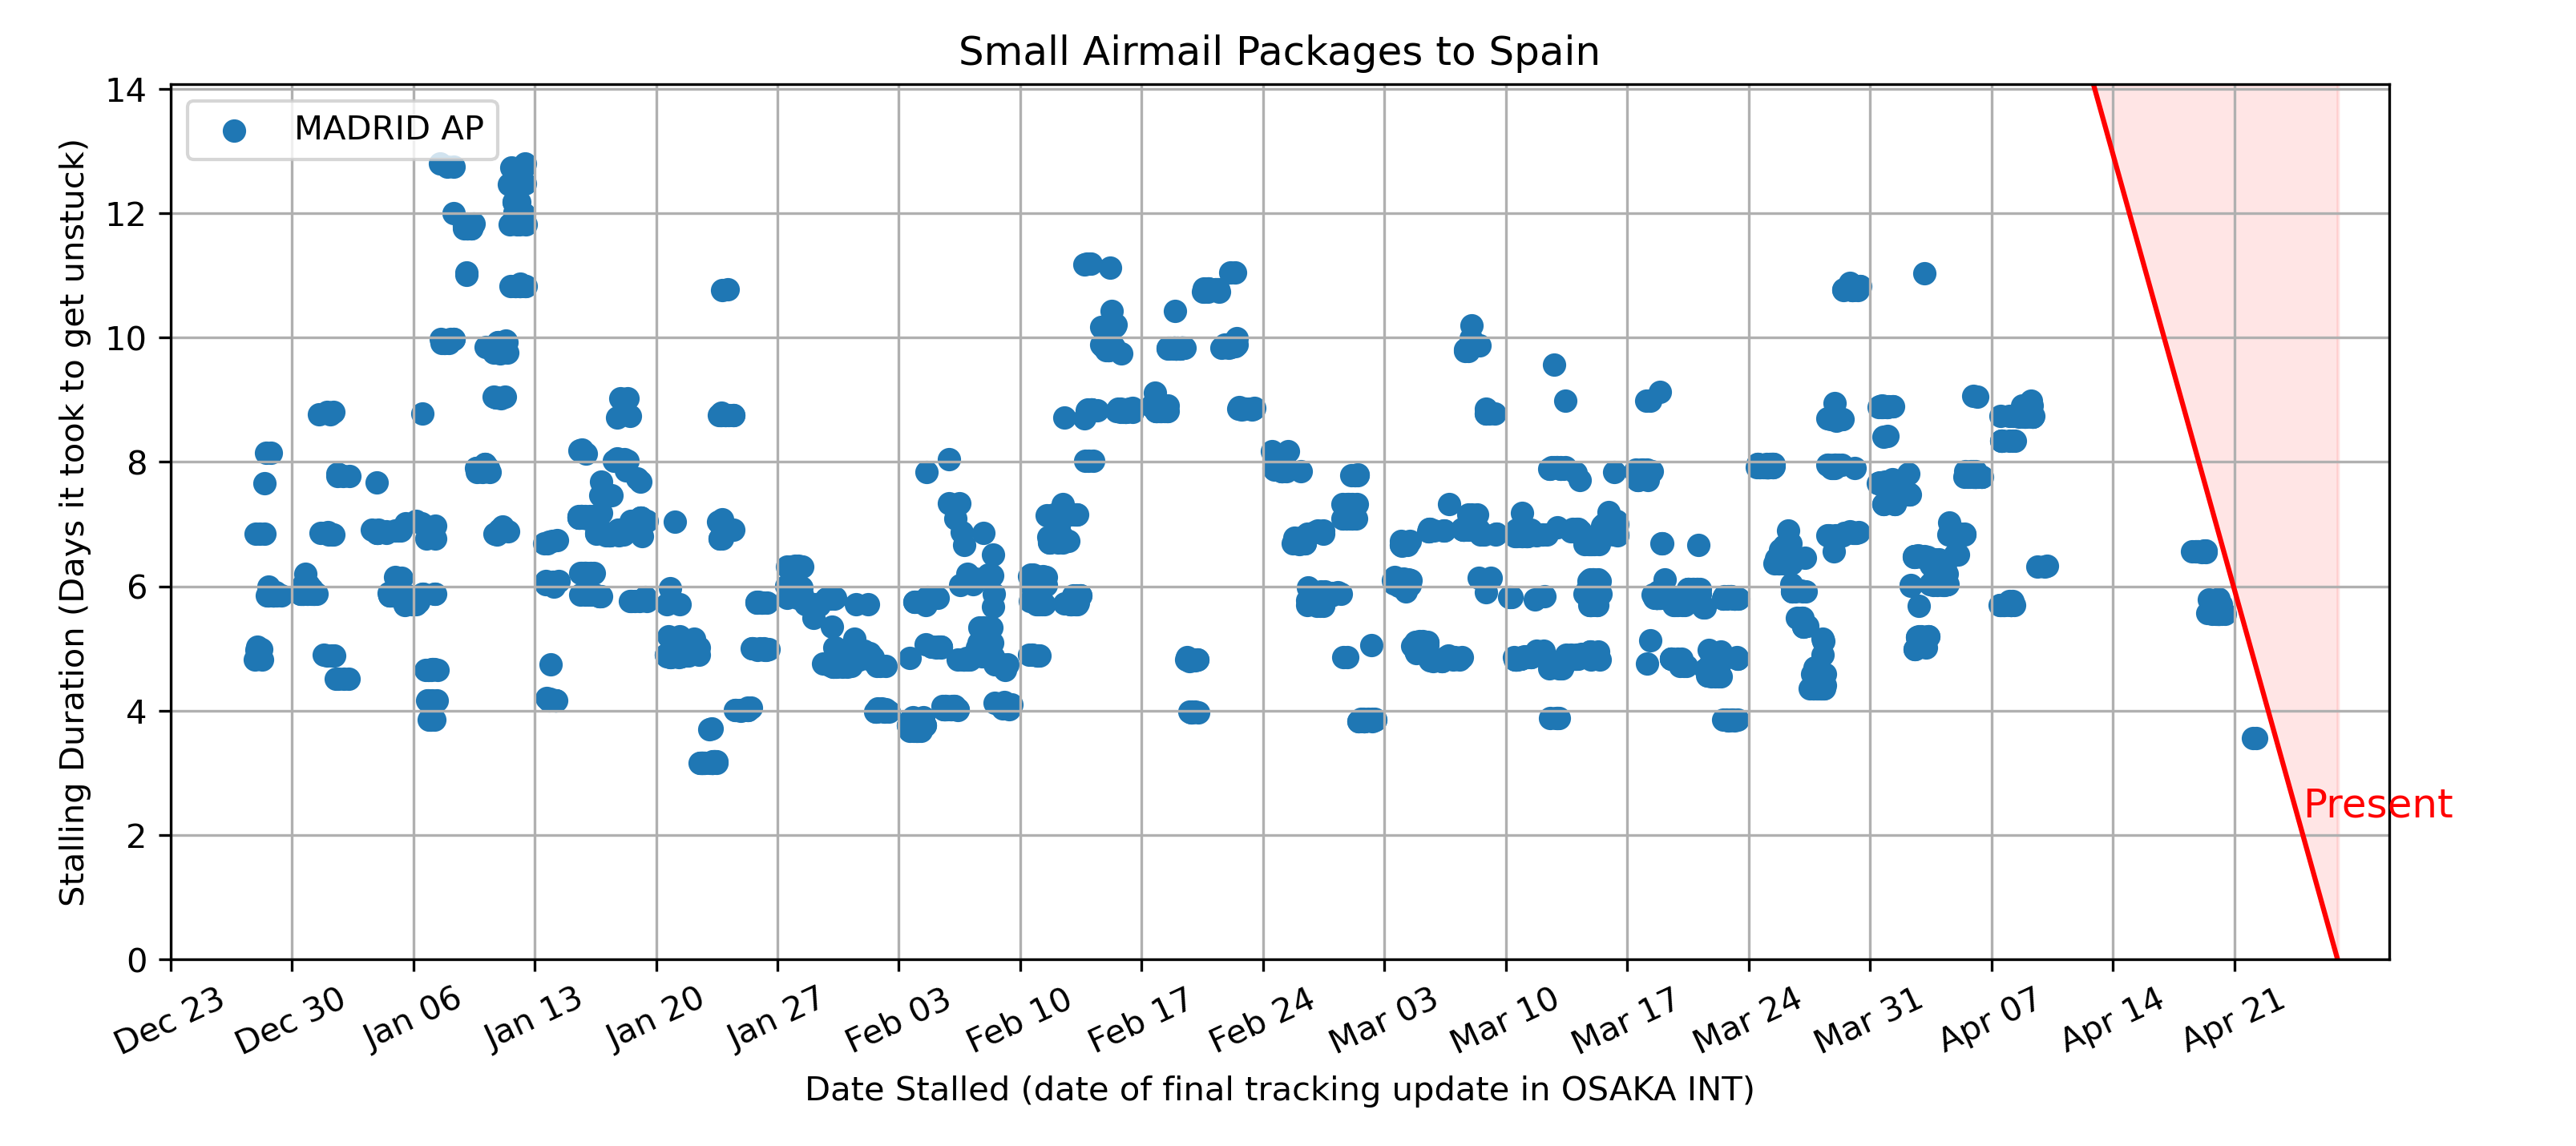 Small Airmail Packages to Spain
MADRID AP
Stalling Duration (Days it took to get unstuck)
14
12
10
8
6
4
2
0
Present
Dec 23
Dec 30
Jan 06
Jan 13
Jan 20
Jan 27
Feb 03
Feb 10
Feb 17
Feb 24
Mar 03
Mar 10
Mar 17
Mar 24
Mar 31
Apr 07
Apr 14
Apr 21
Date Stalled (date of final tracking update in OSAKA INT)